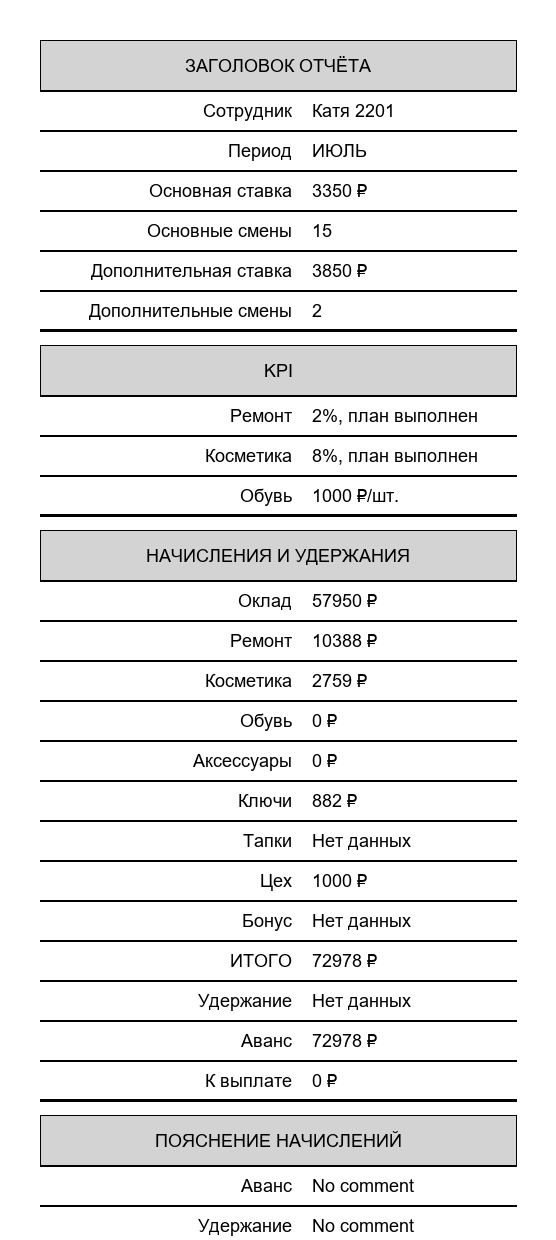 ЗАГОЛОВОК ОТЧЁТА
Сотрудник Катя 2201
Период ИЮЛЬ
Основная ставка 3350 ₽
Основные смены 15
Дополнительная ставка 3850 ₽
Дополнительные смены 2
KPI
Ремонт 2%, план выполнен
Косметика 8%, план выполнен
Обувь 1000 ₽/шт.
НАЧИСЛЕНИЯ И УДЕРЖАНИЯ
Оклад 57950 ₽
Ремонт 10388 ₽
Косметика 2759 ₽
Обувь 0 ₽
Аксессуары 0 ₽
Ключи 882 ₽
Тапки Нет данных
Цех 1000 ₽
Бонус Нет данных
ИТОГО 72978 ₽
Удержание Нет данных
Аванс 72978 ₽
К выплате 0 ₽
ПОЯСНЕНИЕ НАЧИСЛЕНИЙ
Аванс No comment
Удержание No comment